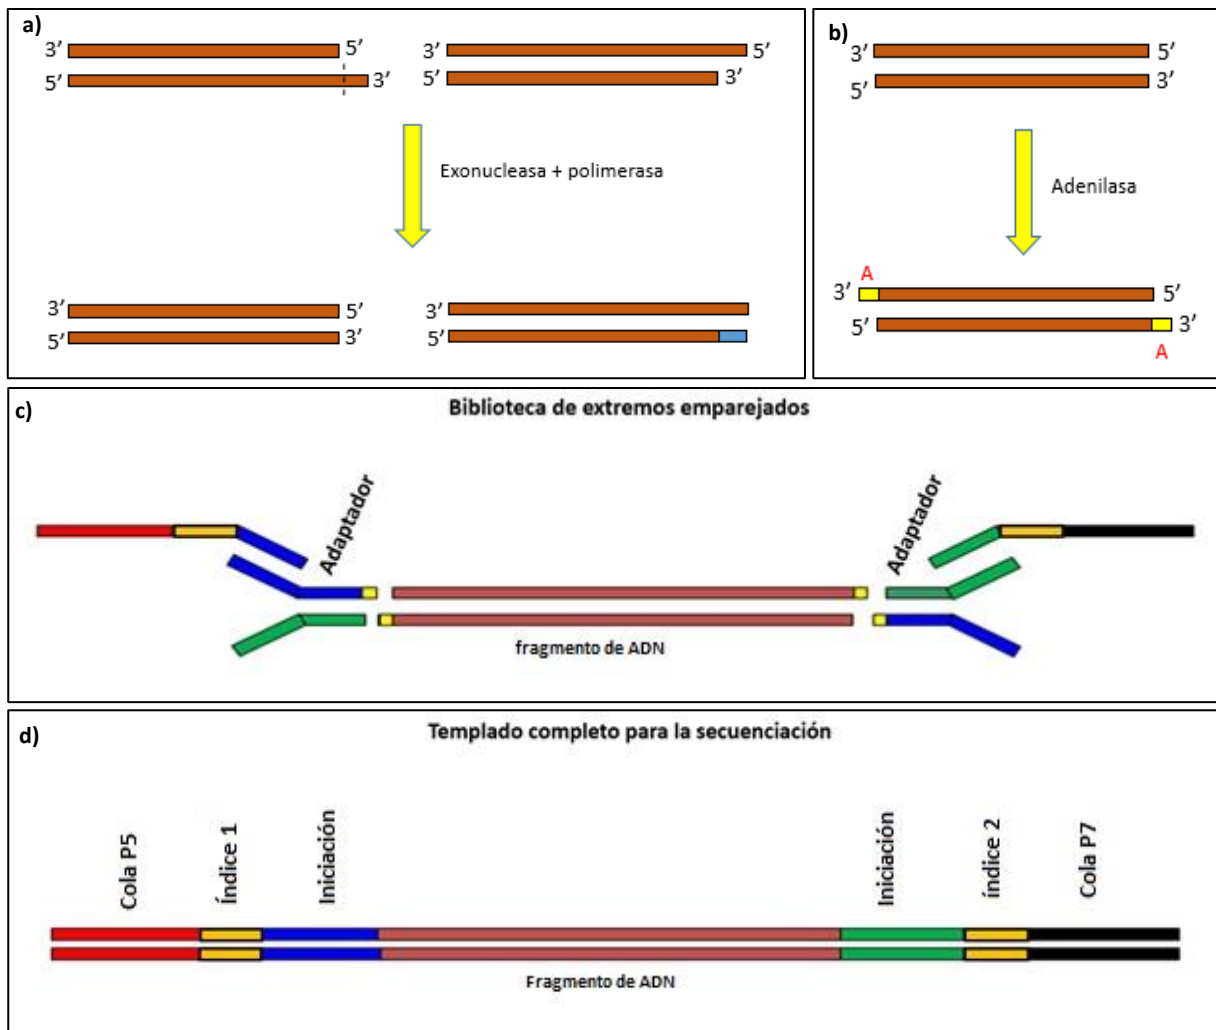 a)
3’ 5’
5’ 3’
3’ 5’
5’ 3’
Exonucleasa + polimerasa
3’ 5’
5’ 3’
3’
5’
b)
3’ 5’
5’ 3’
Adenilasa
A
3’ 5’
5’ 3’
A
c)
Biblioteca de extremos emparejados
Adaptador
Adaptador
fragmento de ADN
d)
Templado completo para la secuenciación
Cola P5
Índice 1
Iniciación
Iniciación
índice 2
Cola P7
Fragmento de ADN